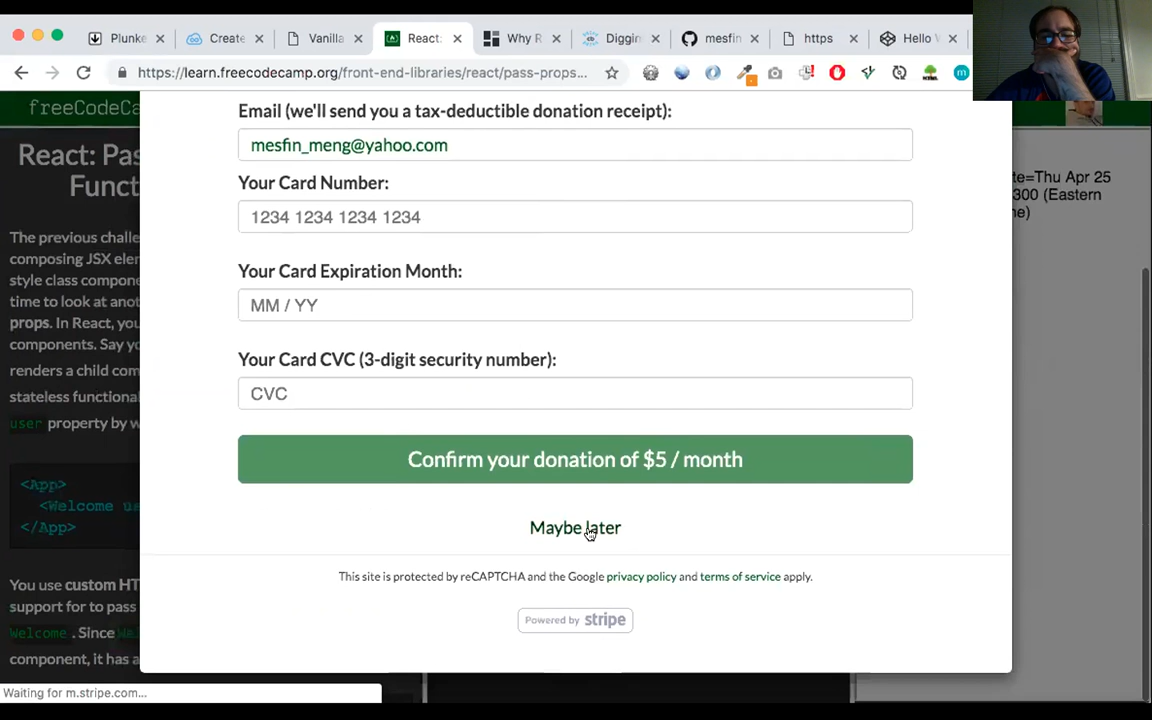 Plunke
Create
Vanilla
React:
Why R
Diggin
mesfin
https
Hello V
https://learn.freecodecamp.org/front-end-libraries/react/pass-props...
freeCodeCa
React: Pas
Funct
The previous challe
composing JSX elem
style class compone
time to look at anot
props. In React, you
components. Say yo
renders a child com
stateless functional
user property by w
<App>
<Welcome us
</App>
You use custom HT
support for to pass
Welcome . Since Wel
component, it has a
Email (we'll send you a tax-deductible donation receipt):
mesfin_meng@yahoo.com
Your Card Number:
1234 1234 1234 1234
Your Card Expiration Month:
MM / YY
Your Card CVC (3-digit security number):
CVC
Confirm your donation of $5 / month
Maybe later
This site is protected by reCAPTCHA and the Google privacy policy and terms of service apply.
Powered by stripe
te=Thu Apr 25
300 (Eastern
ne)
Waiting for m.stripe.com...